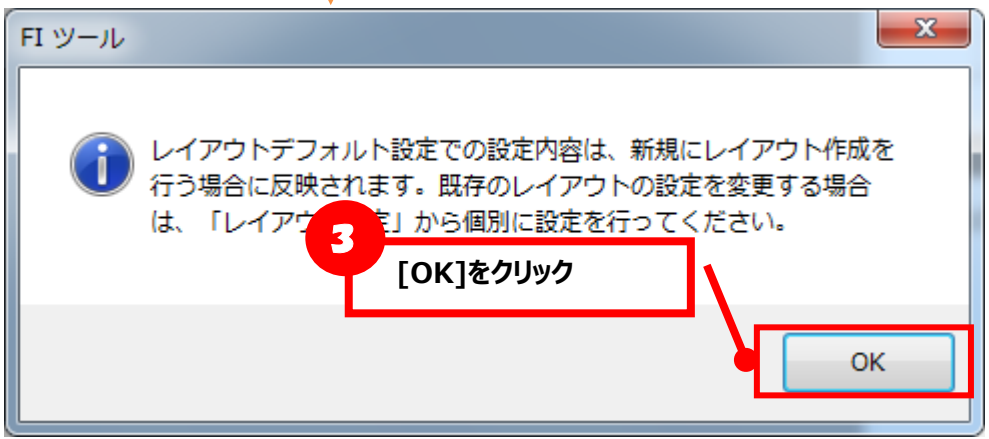 FI ツール
レイアウトデフォルト設定での設定内容は、新規にレイアウト作成を
行う場合に反映されます。既存のレイアウトの設定を変更する場合
は、「レイアウ 定」から個別に設定を行ってください。
3
[OK]をクリック
OK